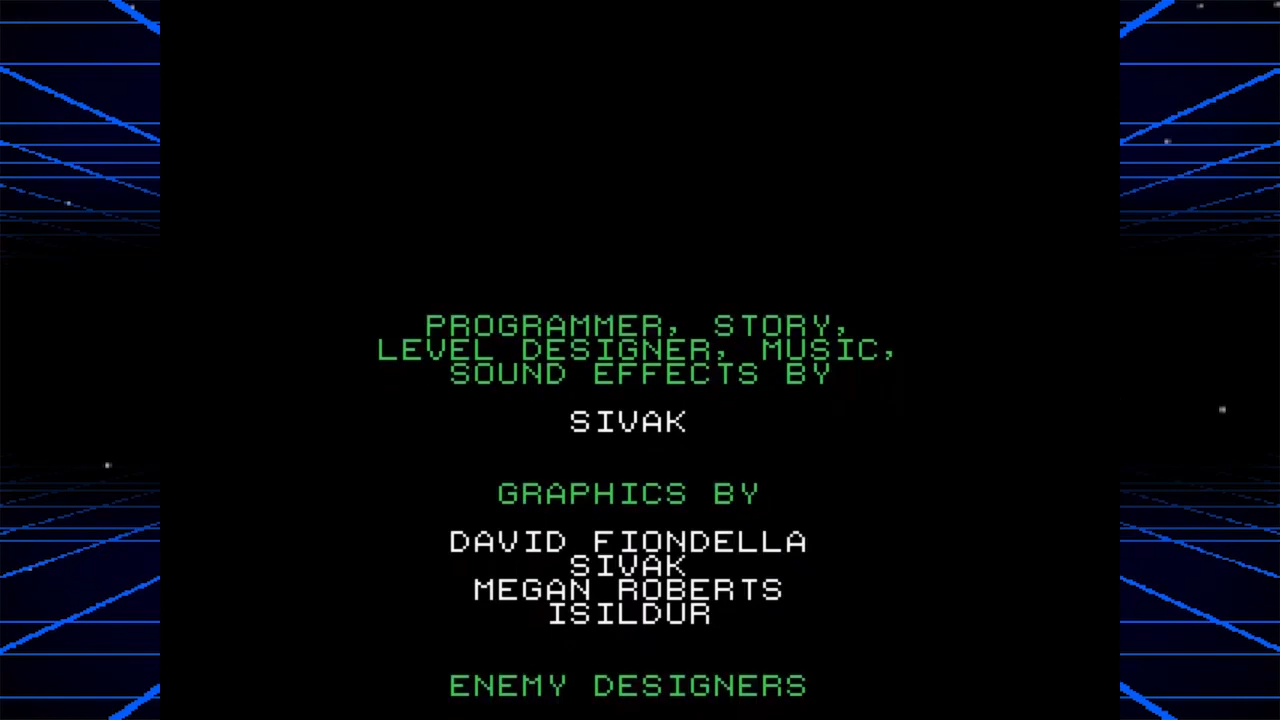 PROGRAMMER, STORY,
LEVEL DESIGNER, MUSIC,
SOUND EFFECTS BY
SIVAK
GRAPHICS BY
DAVID FIONDELLA
SIVAK
MEGAN ROBERTS
ISILDUR
ENEMY DESIGNERS